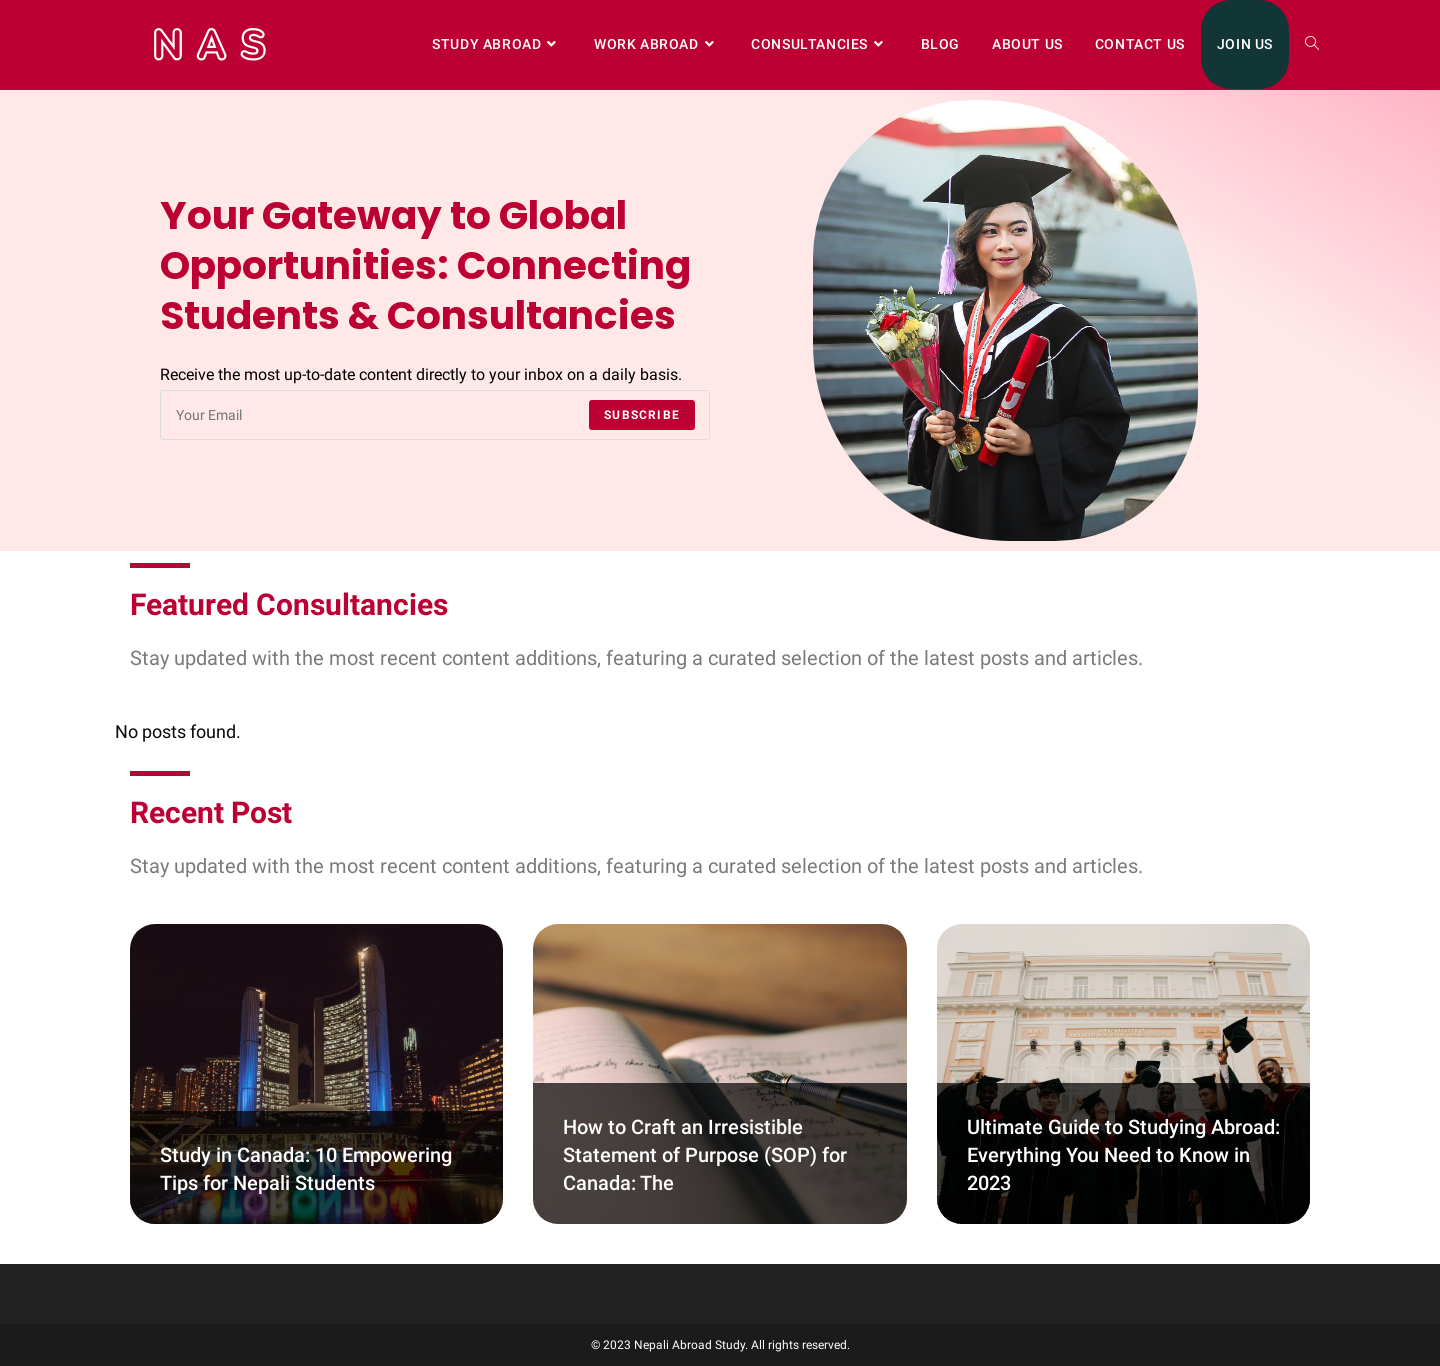 NAS
STUDY ABROAD
WORK ABROAD
CONSULTANCIES
BLOG
ABOUT US
CONTACT US
JOIN US
Your Gateway to Global
Opportunities: Connecting
Students & Consultancies
Receive the most up-to-date content directly to your inbox on a daily basis.
Your Email
SUBSCRIBE
Featured Consultancies
Stay updated with the most recent content additions, featuring a curated selection of the latest posts and articles.
No posts found.
Recent Post
Stay updated with the most recent content additions, featuring a curated selection of the latest posts and articles.
Study in Canada: 10 Empowering
Tips for Nepali Students
TORONTO
How to Craft an Irresistible
Statement of Purpose (SOP) for
Canada: The
Ultimate Guide to Studying Abroad:
Everything You Need to Know in
2023
© 2023 Nepali Abroad Study. All rights reserved.